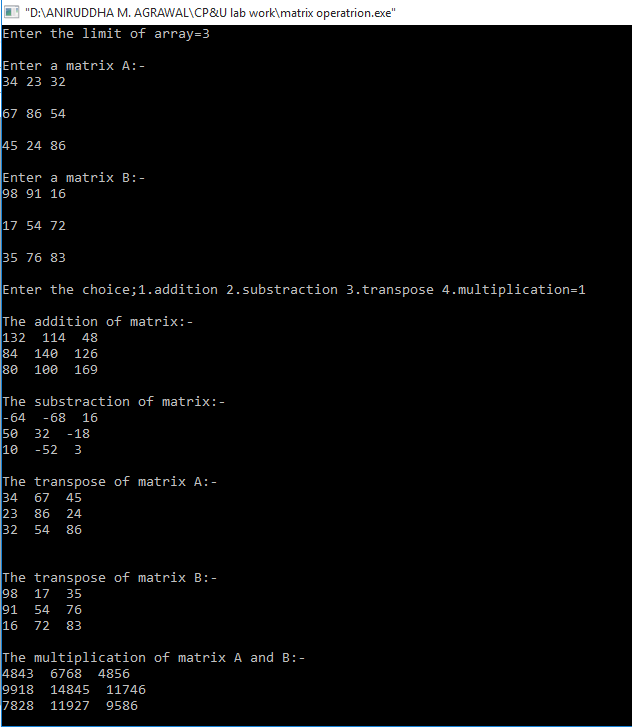 "D:\ANIRUDDHA M. AGRAWAL\CP&U lab work\matrix operatrion.exe"
Enter the limit of array=3
Enter a matrix A:-
34 23 32
67 86 54
45 24 86
Enter a matrix B:-
98 91 16
17 54 72
35 76 83
Enter the choice;1.addition 2.substraction 3.transpose 4.multiplication=1
The addition of matrix:-
132  114  48
84  140  126
80  100  169
The substraction of matrix:-
-64  -68  16
50  32  -18
10  -52  3
The transpose of matrix A:-
34  67  45
23  86  24
32  54  86
The transpose of matrix B:-
98  17  35
91  54  76
16  72  83
The multiplication of matrix A and B:-
4843  6768  4856
9918  14845  11746
7828  11927  9586